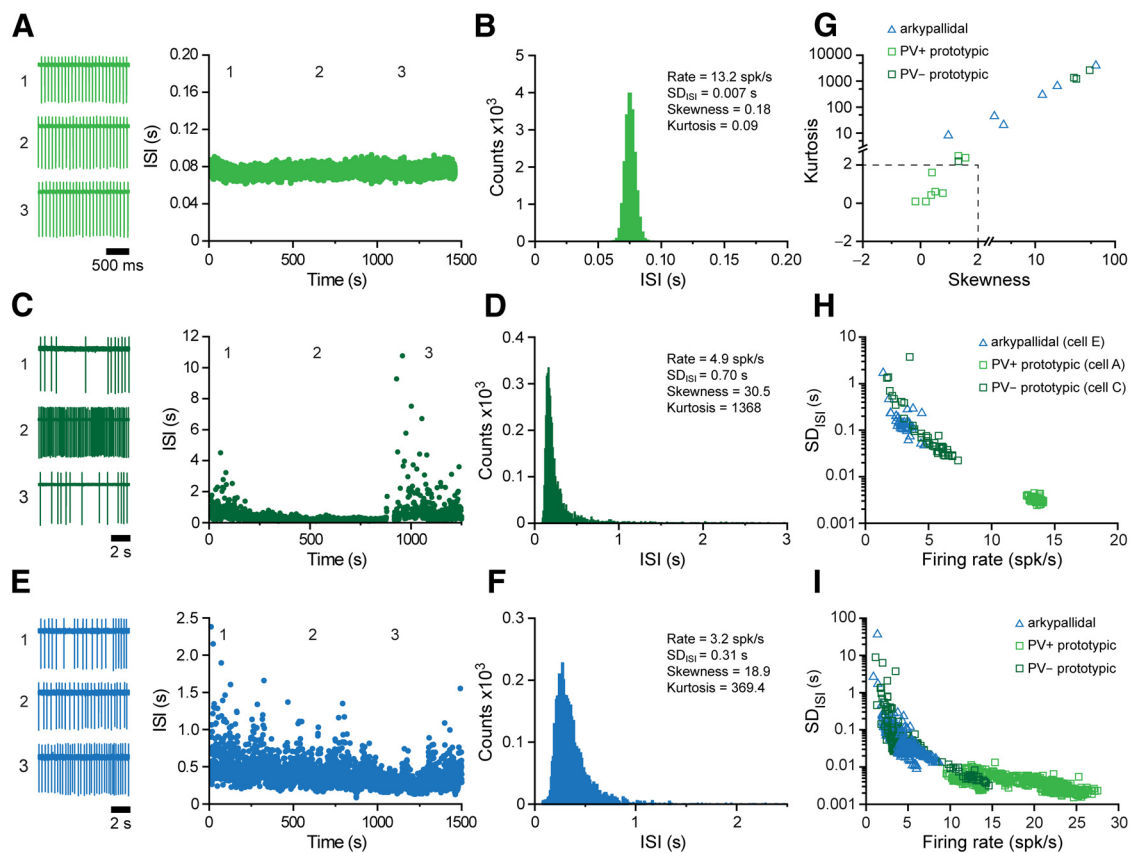 A
1
2
3
500 ms
ISI (s)
0.20
0.16
0.12
0.08
0.04
0
1 2 3
0 500 1000 1500
Time (s)
B
Counts x10³
5
4
3
2
1
0
Rate = 13.2 spk/s
SD_ISI = 0.007 s
Skewness = 0.18
Kurtosis = 0.09
0 0.05 0.10 0.15 0.20
ISI (s)
G
△ arkypallidal
□ PV+ prototypic
□ PV− prototypic
Kurtosis
10000
1000
100
10
2
0
−2
−2 0 2 10 100
Skewness
C
1
2
3
2 s
ISI (s)
12
10
8
6
4
2
0
1 2 3
0 500 1000
Time (s)
D
Counts x10³
0.4
0.3
0.2
0.1
0
Rate = 4.9 spk/s
SD_ISI = 0.70 s
Skewness = 30.5
Kurtosis = 1368
0 1 2 3
ISI (s)
H
△ arkypallidal (cell E)
□ PV+ prototypic (cell A)
□ PV− prototypic (cell C)
SD_ISI (s)
10
1
0.1
0.01
0.001
0 5 10 15 20
Firing rate (spk/s)
E
1
2
3
2 s
ISI (s)
2.5
2.0
1.5
1.0
0.5
0
1 2 3
0 500 1000 1500
Time (s)
F
Counts x10³
0.3
0.2
0.1
0
Rate = 3.2 spk/s
SD_ISI = 0.31 s
Skewness = 18.9
Kurtosis = 369.4
0 1 2
ISI (s)
I
△ arkypallidal
□ PV+ prototypic
□ PV− prototypic
SD_ISI (s)
100
10
1
0.1
0.01
0.001
0 5 10 15 20 25 30
Firing rate (spk/s)